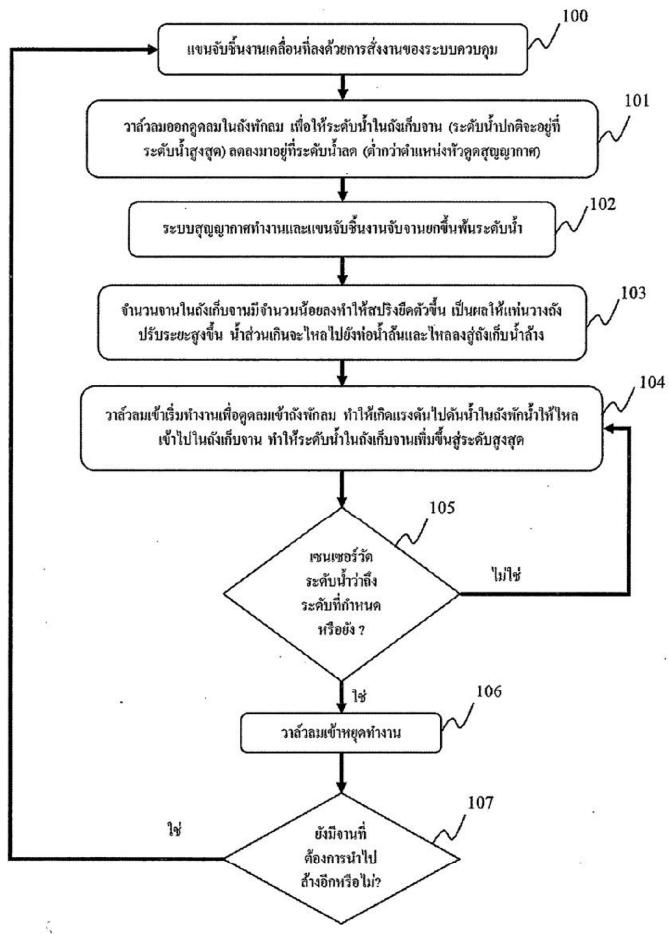 100
แขนจับชิ้นงานเคลื่อนที่ลงด้วยการสั่งงานของระบบควบคุม
101
วาล์วลมออกดูดลมในถังพักลม เพื่อให้ระดับน้ำในถังเก็บจาน (ระดับน้ำปกติจะอยู่ที่
ระดับน้ำสูงสุด) ลดลงมาอยู่ที่ระดับน้ำลด (ต่ำกว่าตำแหน่งหัวดูดสุญญากาศ)
102
ระบบสุญญากาศทำงานและแขนจับชิ้นงานจับจานยกขึ้นพ้นระดับน้ำ
103
จำนวนจานในถังเก็บจานมีจำนวนน้อยลงทำให้สปริงยืดตัวขึ้น เป็นผลให้แท่นวางถัง
ปรับระยะสูงขึ้น น้ำส่วนเกินจะไหลไปยังท่อน้ำล้นและไหลลงสู่ถังเก็บน้ำล้าง
104
วาล์วลมเข้าเริ่มทำงานเพื่อดูดลมเข้าถังพักลม ทำให้เกิดแรงดันไปดันน้ำในถังพักน้ำให้ไหล
เข้าไปในถังเก็บจาน ทำให้ระดับน้ำในถังเก็บจานเพิ่มขึ้นสู่ระดับสูงสุด
105
เซนเซอร์วัด
ระดับน้ำว่าถึง
ระดับที่กำหนด
หรือยัง ?
ไม่ใช่
ใช่
106
วาล์วลมเข้าหยุดทำงาน
107
ใช่
ยังมีจานที่
ต้องการนำไป
ล้างอีกหรือไม่?